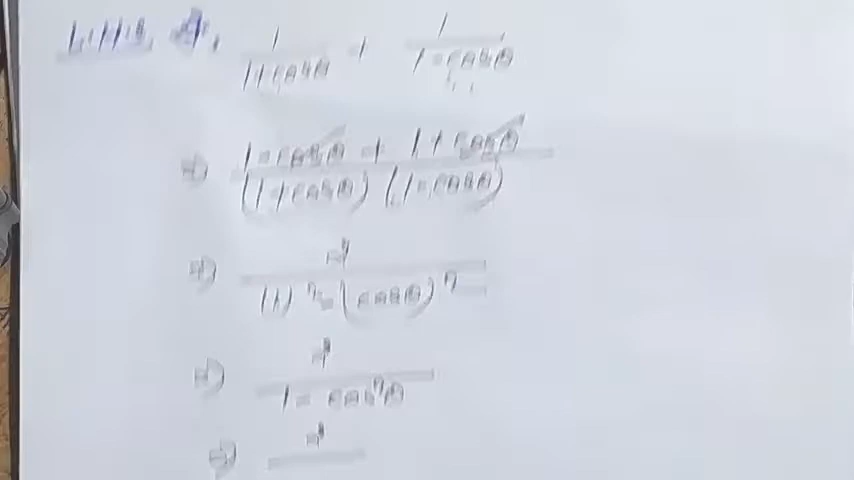 L.H.S. 
1/(1+cosθ) + 1/(1-cosθ)
⇒ (1-cosθ + 1+cosθ)/((1+cosθ)(1-cosθ))
⇒ 2/((1)²-(cosθ)²)
⇒ 2/(1-cos²θ)
⇒ 2/